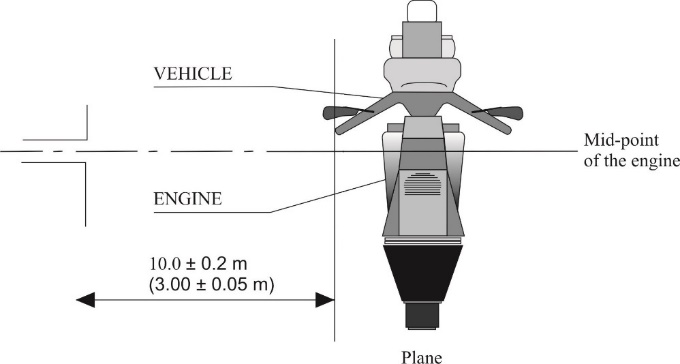 VEHICLE
Mid-point
of the engine
ENGINE
10.0 ± 0.2 m
(3.00 ± 0.05 m)
Plane